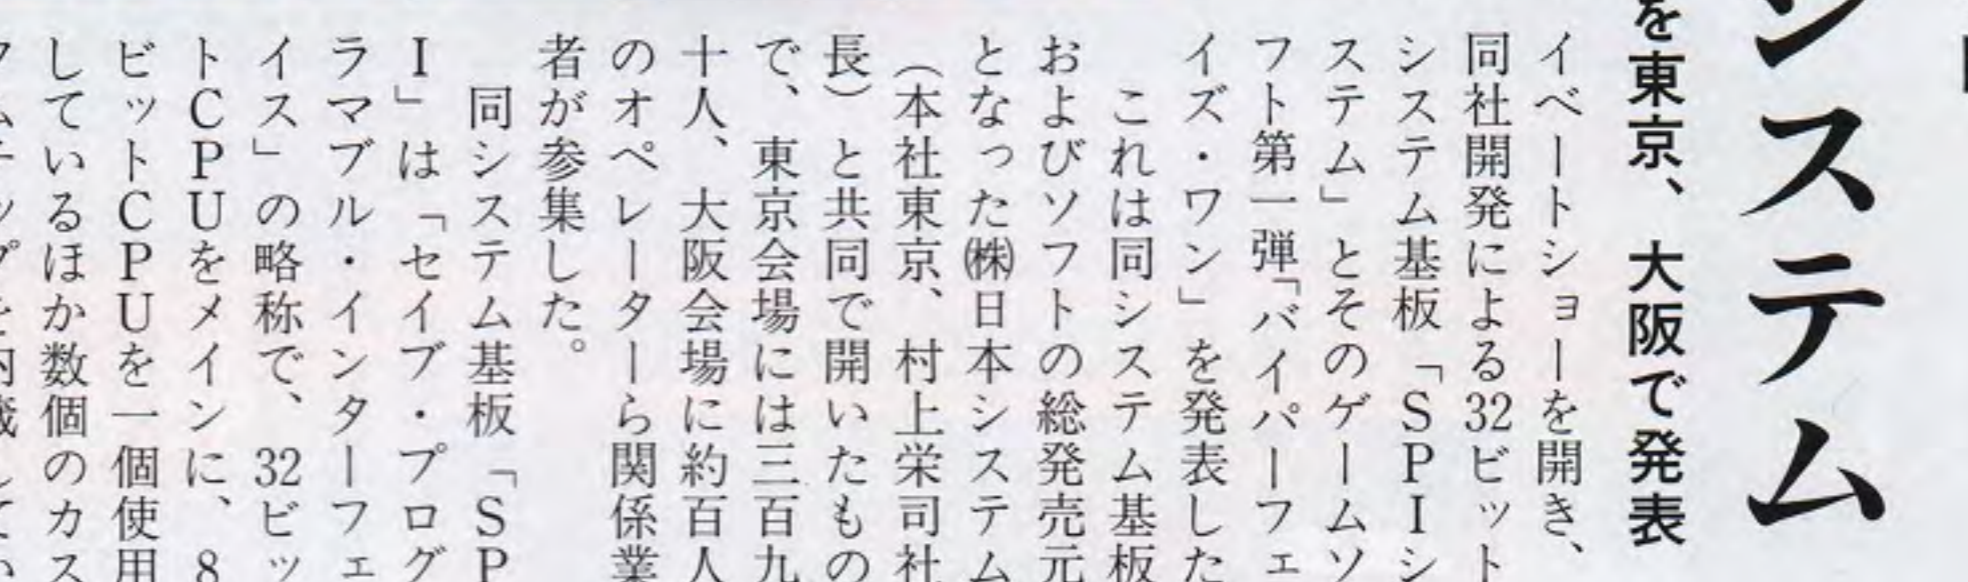 ンステム
を東京、大阪で発表
イベートショーを開き、
同社開発による32ビット
システム基板「SPIシ
ステム」とそのゲームソ
フト第一弾「バイパーフェ
イズ・ワン」を発表した
これは同システム基板
およびソフトの総発売元
となった㈱日本システム
（本社東京、村上栄司社
長）と共同で開いたもの
で、東京会場には三百九
十人、大阪会場に約百人
のオペレーターら関係業
者が参集した。
同システム基板「SP
I」は「セイブ・プログ
ラマブル・インターフェ
イス」の略称で、32ビッ
トCPUをメインに、8
ビットCPUを一個使用
しているほか数個のカス